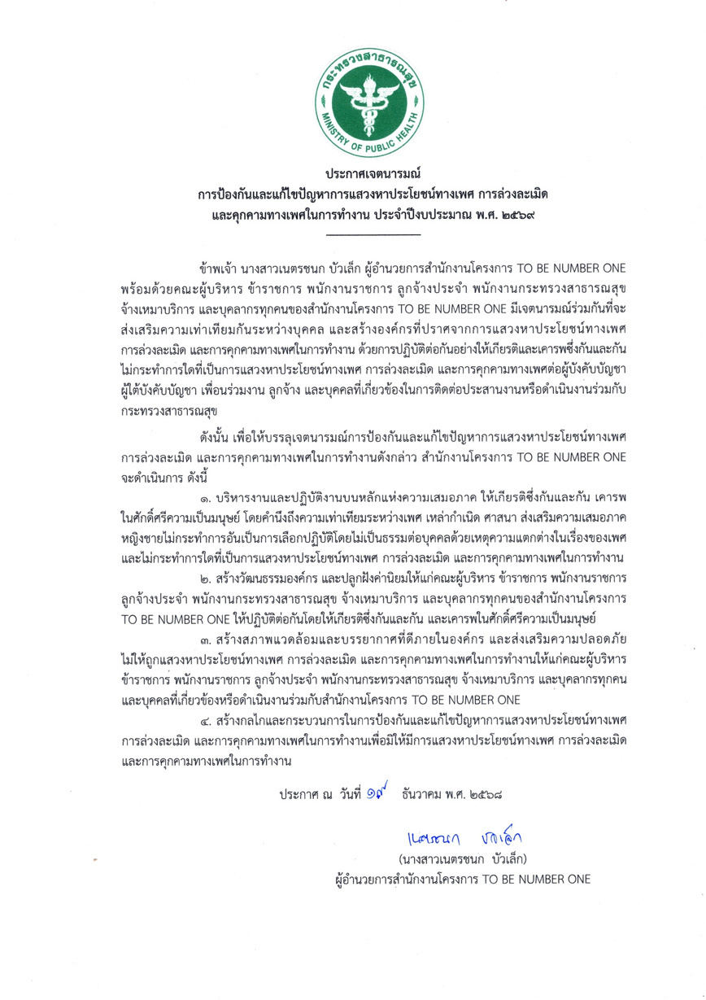 กระทรวงสาธารณสุข
MINISTRY OF PUBLIC HEALTH
ประกาศเจตนารมณ์
การป้องกันและแก้ไขปัญหาการแสวงหาประโยชน์ทางเพศ การล่วงละเมิด
และคุกคามทางเพศในการทำงาน ประจำปีงบประมาณ พ.ศ. ๒๕๖๙
ข้าพเจ้า นางสาวเนตรชนก บัวเล็ก ผู้อำนวยการสำนักงานโครงการ TO BE NUMBER ONE
พร้อมด้วยคณะผู้บริหาร ข้าราชการ พนักงานราชการ ลูกจ้างประจำ พนักงานกระทรวงสาธารณสุข
จ้างเหมาบริการ และบุคลากรทุกคนของสำนักงานโครงการ TO BE NUMBER ONE มีเจตนารมณ์ร่วมกันที่จะ
ส่งเสริมความเท่าเทียมกันระหว่างบุคคล และสร้างองค์กรที่ปราศจากการแสวงหาประโยชน์ทางเพศ
การล่วงละเมิด และการคุกคามทางเพศในการทำงาน ด้วยการปฏิบัติต่อกันอย่างให้เกียรติและเคารพซึ่งกันและกัน
ไม่กระทำการใดที่เป็นการแสวงหาประโยชน์ทางเพศ การล่วงละเมิด และการคุกคามทางเพศต่อผู้บังคับบัญชา
ผู้ใต้บังคับบัญชา เพื่อนร่วมงาน ลูกจ้าง และบุคคลที่เกี่ยวข้องในการติดต่อประสานงานหรือดำเนินงานร่วมกับ
กระทรวงสาธารณสุข
ดังนั้น เพื่อให้บรรลุเจตนารมณ์การป้องกันและแก้ไขปัญหาการแสวงหาประโยชน์ทางเพศ
การล่วงละเมิด และการคุกคามทางเพศในการทำงานดังกล่าว สำนักงานโครงการ TO BE NUMBER ONE
จะดำเนินการ ดังนี้
๑. บริหารงานและปฏิบัติงานบนหลักแห่งความเสมอภาค ให้เกียรติซึ่งกันและกัน เคารพ
ในศักดิ์ศรีความเป็นมนุษย์ โดยคำนึงถึงความเท่าเทียมระหว่างเพศ เหล่ากำเนิด ศาสนา ส่งเสริมความเสมอภาค
หญิงชายไม่กระทำการอันเป็นการเลือกปฏิบัติโดยไม่เป็นธรรมต่อบุคคลด้วยเหตุความแตกต่างในเรื่องของเพศ
และไม่กระทำการใดที่เป็นการแสวงหาประโยชน์ทางเพศ การล่วงละเมิด และการคุกคามทางเพศในการทำงาน
๒. สร้างวัฒนธรรมองค์กร และปลูกฝังค่านิยมให้แก่คณะผู้บริหาร ข้าราชการ พนักงานราชการ
ลูกจ้างประจำ พนักงานกระทรวงสาธารณสุข จ้างเหมาบริการ และบุคลากรทุกคนของสำนักงานโครงการ
TO BE NUMBER ONE ให้ปฏิบัติต่อกันโดยให้เกียรติซึ่งกันและกัน และเคารพในศักดิ์ศรีความเป็นมนุษย์
๓. สร้างสภาพแวดล้อมและบรรยากาศที่ดีภายในองค์กร และส่งเสริมความปลอดภัย
ไม่ให้ถูกแสวงหาประโยชน์ทางเพศ การล่วงละเมิด และการคุกคามทางเพศในการทำงานให้แก่คณะผู้บริหาร
ข้าราชการ พนักงานราชการ ลูกจ้างประจำ พนักงานกระทรวงสาธารณสุข จ้างเหมาบริการ และบุคลากรทุกคน
และบุคคลที่เกี่ยวข้องหรือดำเนินงานร่วมกับสำนักงานโครงการ TO BE NUMBER ONE
๔. สร้างกลไกและกระบวนการในการป้องกันและแก้ไขปัญหาการแสวงหาประโยชน์ทางเพศ
การล่วงละเมิด และการคุกคามทางเพศในการทำงานเพื่อมิให้มีการแสวงหาประโยชน์ทางเพศ การล่วงละเมิด
และการคุกคามทางเพศในการทำงาน
ประกาศ ณ วันที่ ๑๙ ธันวาคม พ.ศ. ๒๕๖๘
เนตรชนก บัวเล็ก
(นางสาวเนตรชนก บัวเล็ก)
ผู้อำนวยการสำนักงานโครงการ TO BE NUMBER ONE